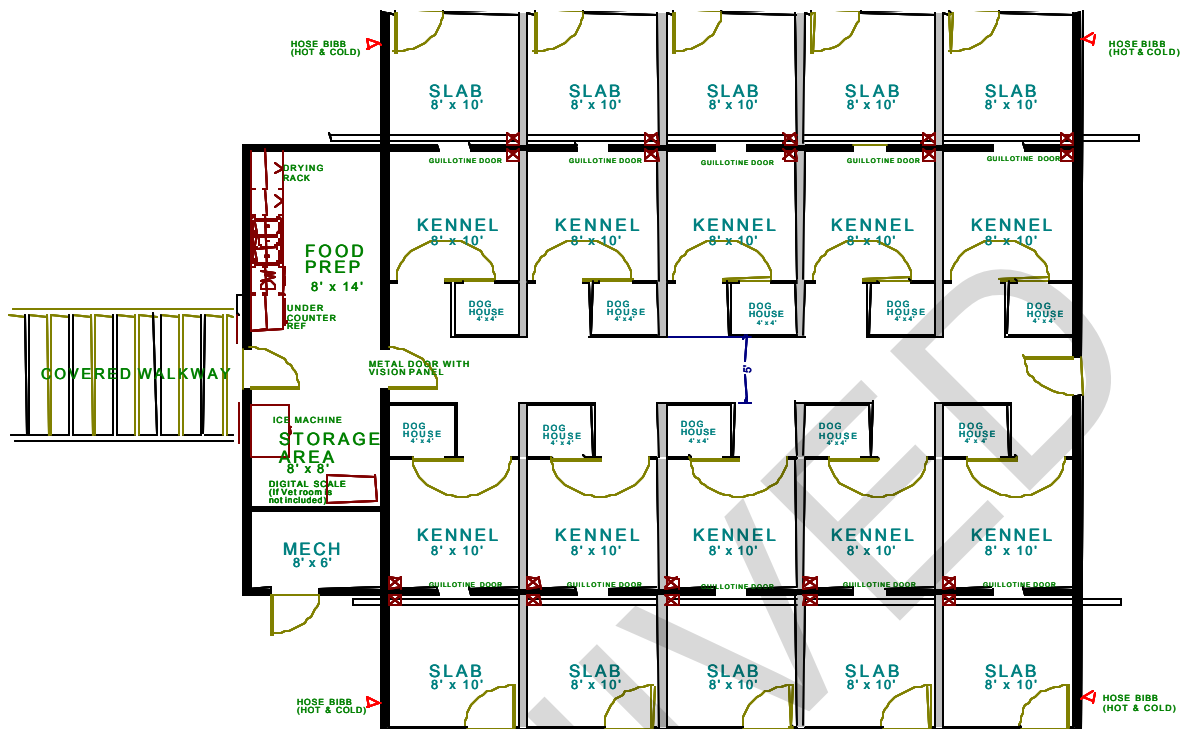 HOSE BIBB
(HOT & COLD)
HOSE BIBB
(HOT & COLD)
SLAB
8' x 10'
SLAB
8' x 10'
SLAB
8' x 10'
SLAB
8' x 10'
SLAB
8' x 10'
GUILLOTINE DOOR
GUILLOTINE DOOR
GUILLOTINE DOOR
GUILLOTINE DOOR
GUILLOTINE DOOR
DRYING
RACK
KENNEL
8' x 10'
KENNEL
8' x 10'
KENNEL
8' x 10'
KENNEL
8' x 10'
KENNEL
8' x 10'
FOOD
PREP
8' x 14'
DW
UNDER
COUNTER
REF
DOG
HOUSE
4' x 4'
DOG
HOUSE
4' x 4'
DOG
HOUSE
4' x 4'
DOG
HOUSE
4' x 4'
DOG
HOUSE
4' x 4'
COVERED WALKWAY
METAL DOOR WITH
VISION PANEL
5'
ICE MACHINE
STORAGE
AREA
8' x 8'
DIGITAL SCALE
(If Vet room is
not included)
DOG
HOUSE
4' x 4'
DOG
HOUSE
4' x 4'
DOG
HOUSE
4' x 4'
DOG
HOUSE
4' x 4'
DOG
HOUSE
4' x 4'
MECH
8' x 6'
KENNEL
8' x 10'
KENNEL
8' x 10'
KENNEL
8' x 10'
KENNEL
8' x 10'
KENNEL
8' x 10'
GUILLOTINE DOOR
GUILLOTINE DOOR
GUILLOTINE DOOR
GUILLOTINE DOOR
GUILLOTINE DOOR
SLAB
8' x 10'
SLAB
8' x 10'
SLAB
8' x 10'
SLAB
8' x 10'
SLAB
8' x 10'
HOSE BIBB
(HOT & COLD)
HOSE BIBB
(HOT & COLD)
IVED